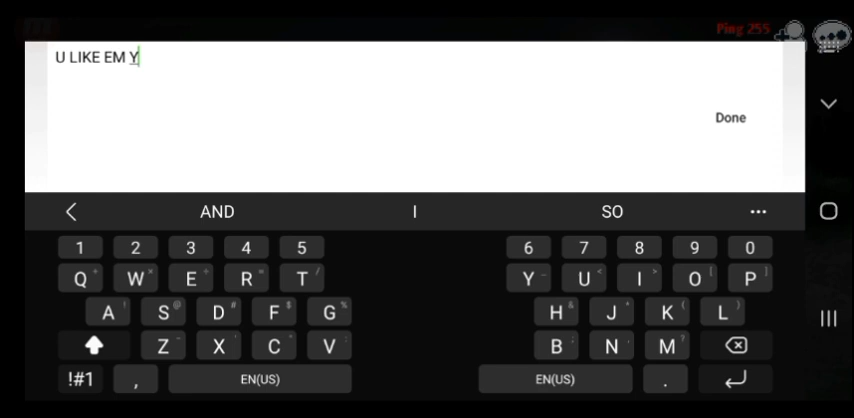 Ping 255
U LIKE EM Y
Done
AND I SO
1 2 3 4 5 6 7 8 9 0
Q + W × E ÷ R = T / Y _ U < I > O [ P ]
A ! S @ D # F $ G % H & J * K ( L )
Z - X ' C " V : B ; N , M ?
!#1 , EN(US) EN(US) .